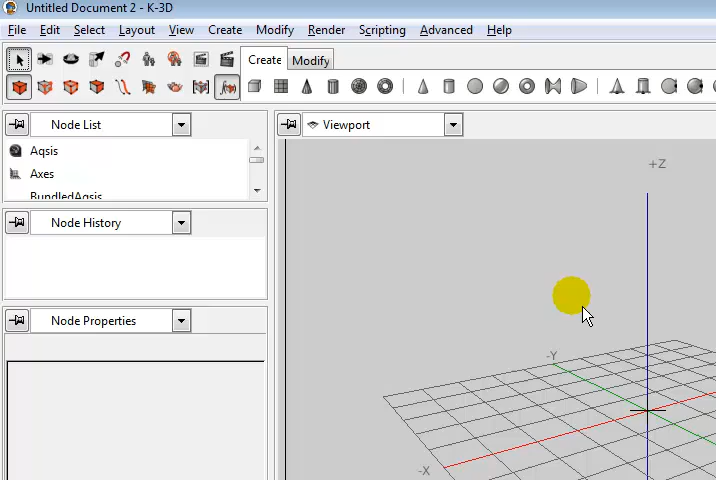 Untitled Document 2 - K-3D
File Edit Select Layout View Create Modify Render Scripting Advanced Help
Create Modify
Node List
Viewport
Aqsis
Axes
BundledAqsis
Node History
Node Properties
+Z
-Y
-X